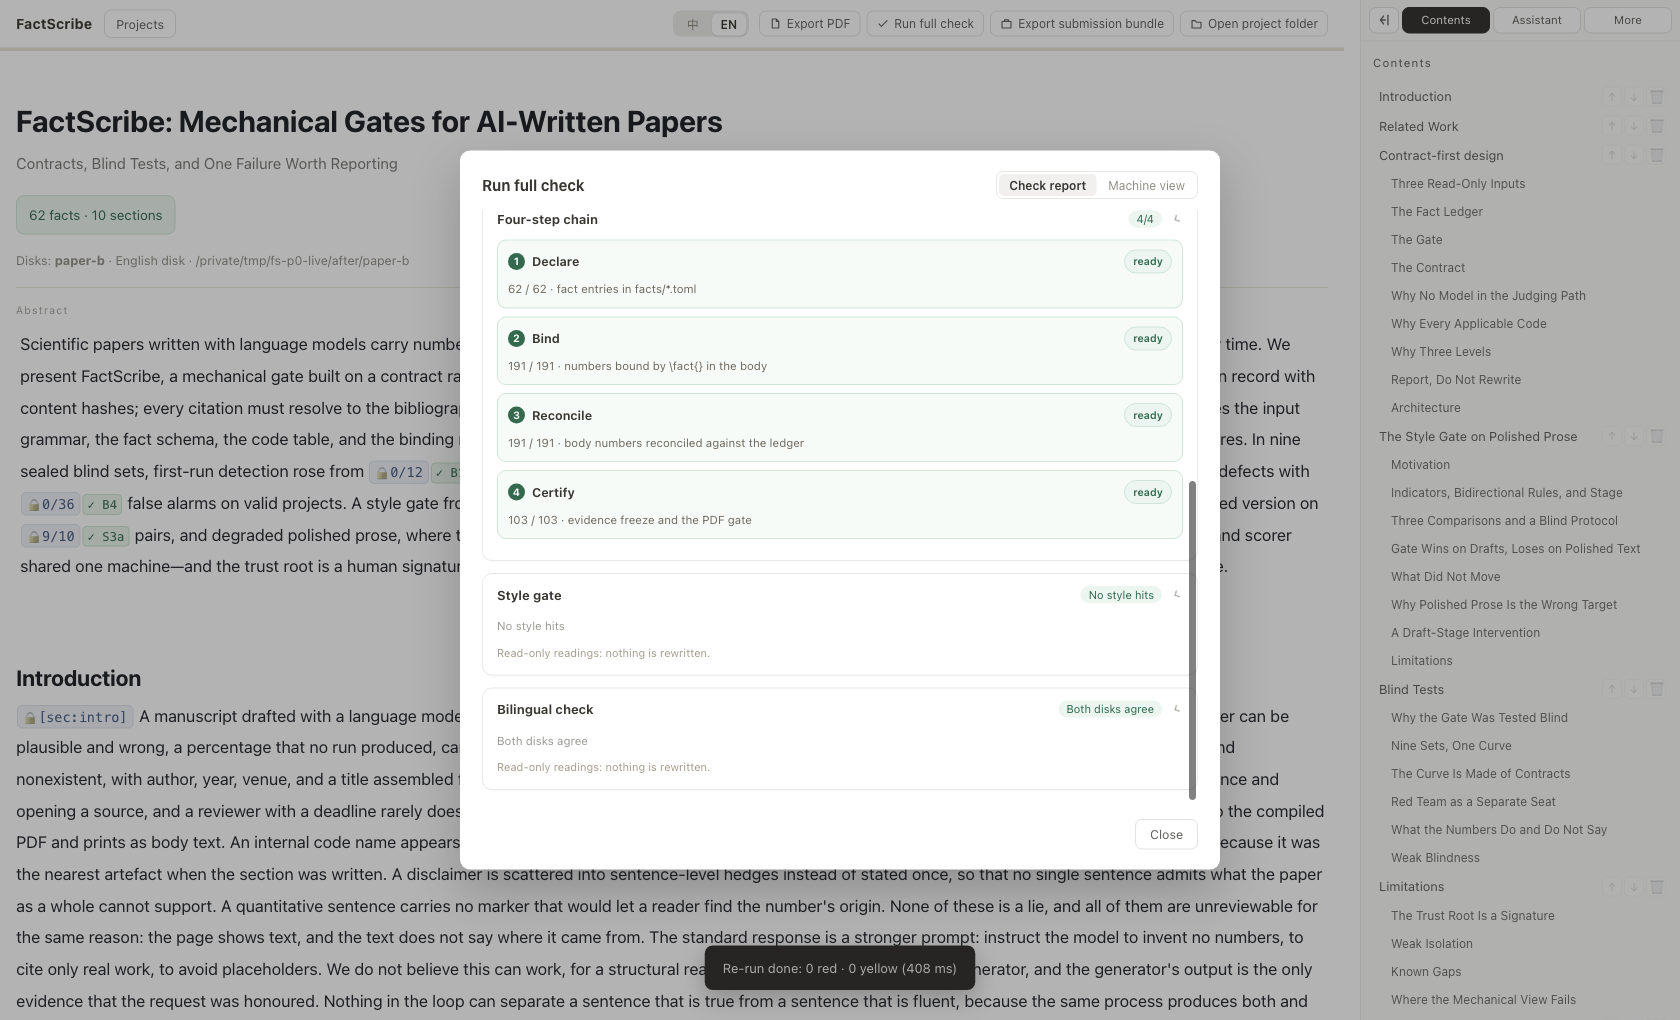 FactScribe
Projects
中 EN
Export PDF
Run full check
Export submission bundle
Open project folder
Contents
Assistant
More
FactScribe: Mechanical Gates for AI-Written Papers
Contracts, Blind Tests, and One Failure Worth Reporting
62 facts · 10 sections
Disks: paper-b · English disk · /private/tmp/fs-p0-live/after/paper-b
Abstract
Scientific papers written with language models carry time. We
present FactScribe, a mechanical gate built on a contract record with
content hashes; every citation must resolve to the the input
grammar, the fact schema, the code table, and the binding In nine
sealed blind sets, first-run detection rose from 0/12 defects with
0/36 ✓ B4 false alarms on valid projects. A style gate version on
9/10 ✓ S3a pairs, and degraded polished prose, where scorer
shared one machine—and the trust root is a human
Introduction
[sec:intro] A manuscript drafted with a language can be
plausible and wrong, a percentage that no run produced,
nonexistent, with author, year, venue, and a title assembled and
opening a source, and a reviewer with a deadline rarely the compiled
PDF and prints as body text. An internal code name appears it was
the nearest artefact when the section was written. A disclaimer is scattered into sentence-level hedges instead of stated once, so that no single sentence admits what the paper
as a whole cannot support. A quantitative sentence carries no marker that would let a reader find the number's origin. None of these is a lie, and all of them are unreviewable for
the same reason: the page shows text, and the text does not say where it came from. The standard response is a stronger prompt: instruct the model to invent no numbers, to
cite only real work, to avoid placeholders. We do not believe this can work, for a structural and the generator's output is the only
evidence that the request was honoured. Nothing in the loop can separate a sentence that is true from a sentence that is fluent, because the same process produces both and
Run full check
Check report
Machine view
Four-step chain
4/4
1 Declare
ready
62 / 62 · fact entries in facts/*.toml
2 Bind
ready
191 / 191 · numbers bound by \fact{} in the body
3 Reconcile
ready
191 / 191 · body numbers reconciled against the ledger
4 Certify
ready
103 / 103 · evidence freeze and the PDF gate
Style gate
No style hits
No style hits
Read-only readings: nothing is rewritten.
Bilingual check
Both disks agree
Both disks agree
Read-only readings: nothing is rewritten.
Close
Re-run done: 0 red · 0 yellow (408 ms)
Contents
Introduction
Related Work
Contract-first design
Three Read-Only Inputs
The Fact Ledger
The Gate
The Contract
Why No Model in the Judging Path
Why Every Applicable Code
Why Three Levels
Report, Do Not Rewrite
Architecture
The Style Gate on Polished Prose
Motivation
Indicators, Bidirectional Rules, and Stage
Three Comparisons and a Blind Protocol
Gate Wins on Drafts, Loses on Polished Text
What Did Not Move
Why Polished Prose Is the Wrong Target
A Draft-Stage Intervention
Limitations
Blind Tests
Why the Gate Was Tested Blind
Nine Sets, One Curve
The Curve Is Made of Contracts
Red Team as a Separate Seat
What the Numbers Do and Do Not Say
Weak Blindness
Limitations
The Trust Root Is a Signature
Weak Isolation
Known Gaps
Where the Mechanical View Fails